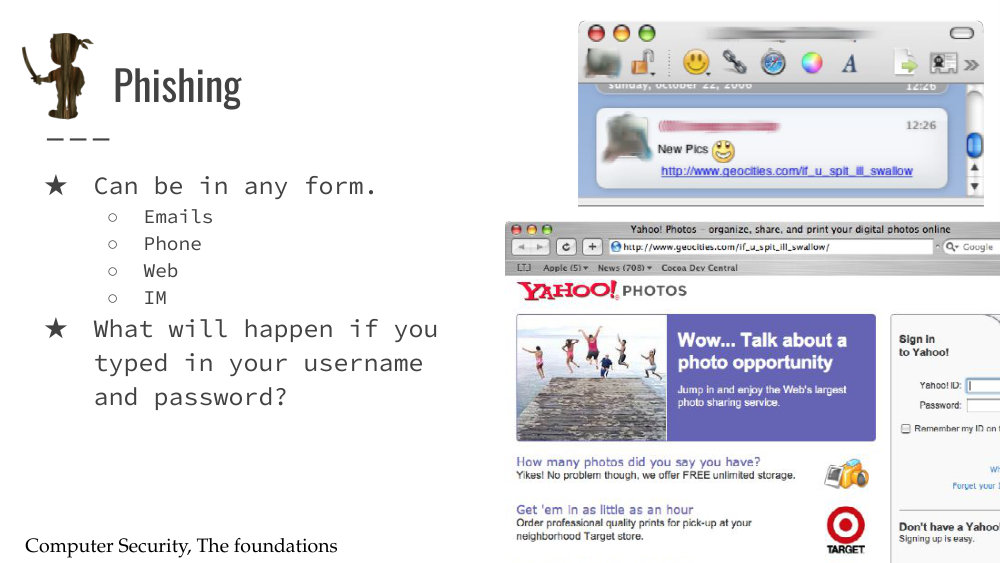 Phishing
★ Can be in any form.
○ Emails
○ Phone
○ Web
○ IM
★ What will happen if you
typed in your username
and password?
Computer Security, The foundations
A
sunday, october 22, 2006 12:26
12:26
New Pics
http://www.geocities.com/if_u_spit_ill_swallow
Yahoo! Photos – organize, share, and print your digital photos online
http://www.geocities.com/if_u_spit_ill_swallow/
Google
Apple (5) News (708) Cocoa Dev Central
YAHOO! PHOTOS
Wow... Talk about a
photo opportunity
Jump in and enjoy the Web's largest
photo sharing service.
How many photos did you say you have?
Yikes! No problem though, we offer FREE unlimited storage.
Get 'em in as little as an hour
Order professional quality prints for pick-up at your
neighborhood Target store.
TARGET
Sign in
to Yahoo!
Yahoo! ID:
Password:
Remember my ID on
Forget your
Don't have a Yahoo!
Signing up is easy.